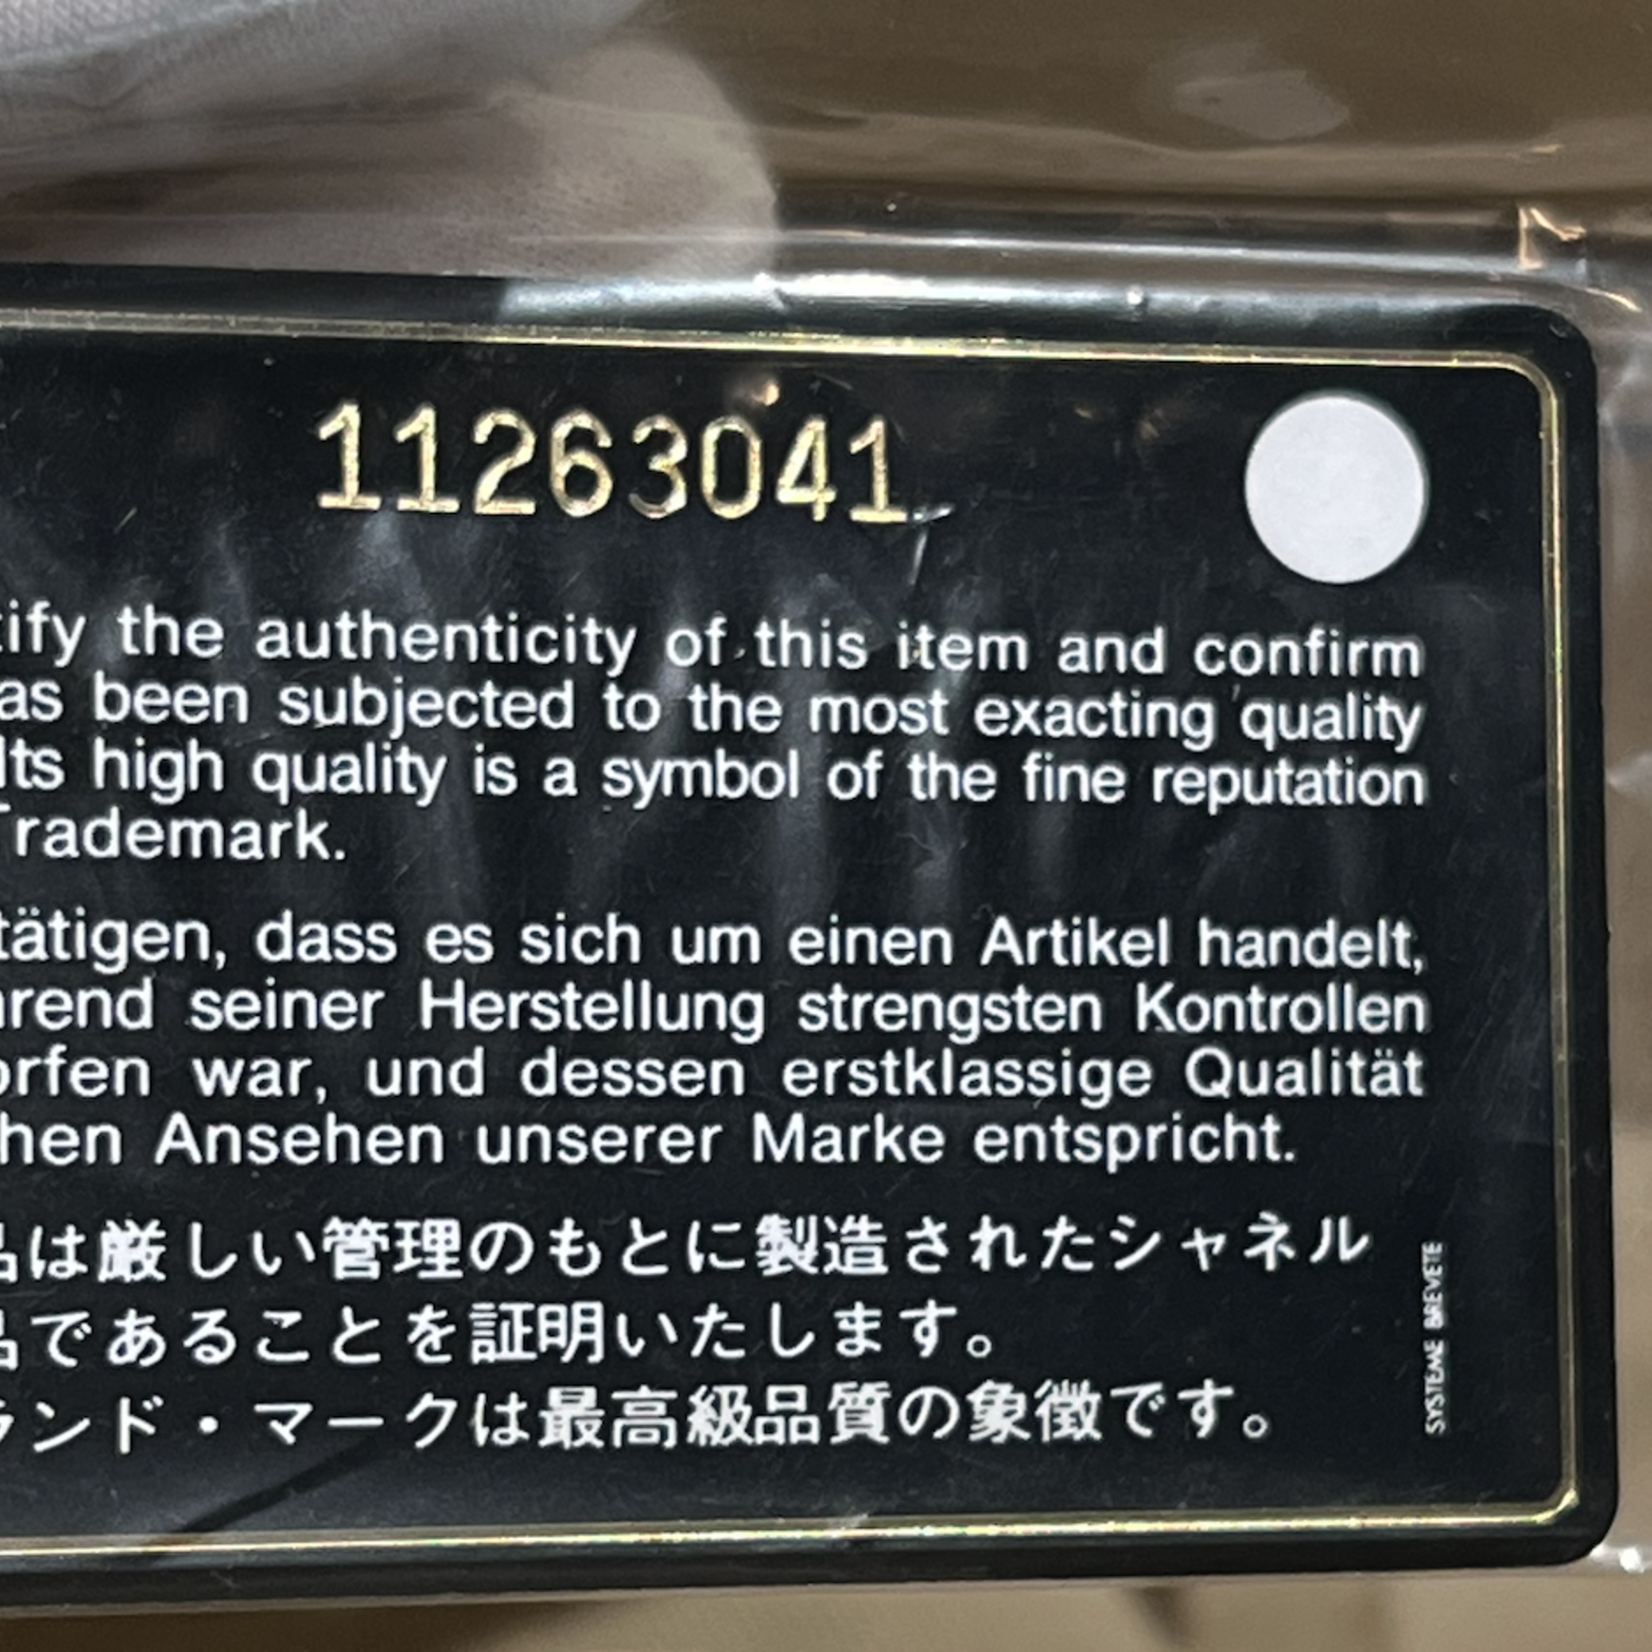 11263041
tify the authenticity of this item and confirm
as been subjected to the most exacting quality
Its high quality is a symbol of the fine reputation
Trademark.
tätigen, dass es sich um einen Artikel handelt,
hrend seiner Herstellung strengsten Kontrollen
orfen war, und dessen erstklassige Qualität
hen Ansehen unserer Marke entspricht.
品は厳しい管理のもとに製造されたシャネル
品であることを証明いたします。
ランド・マークは最高級品質の象徴です。
SYSTEME BREVETE